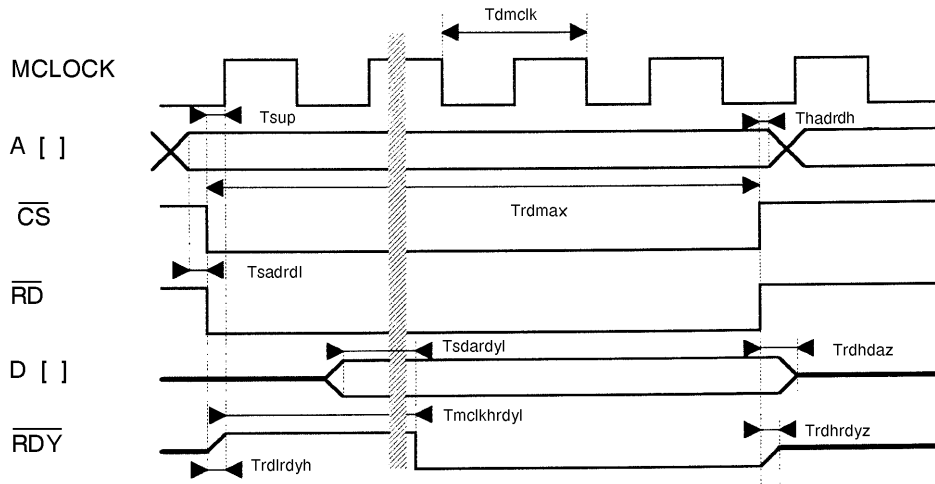 Tdmclk
MCLOCK
Tsup
Thadrdh
A [ ]
Trdmax
CS
Tsadrdl
RD
Tsdardyl
Trdhdaz
D [ ]
Tmclkhrdyl
RDY
Trdhrdyz
Trdlrdyh